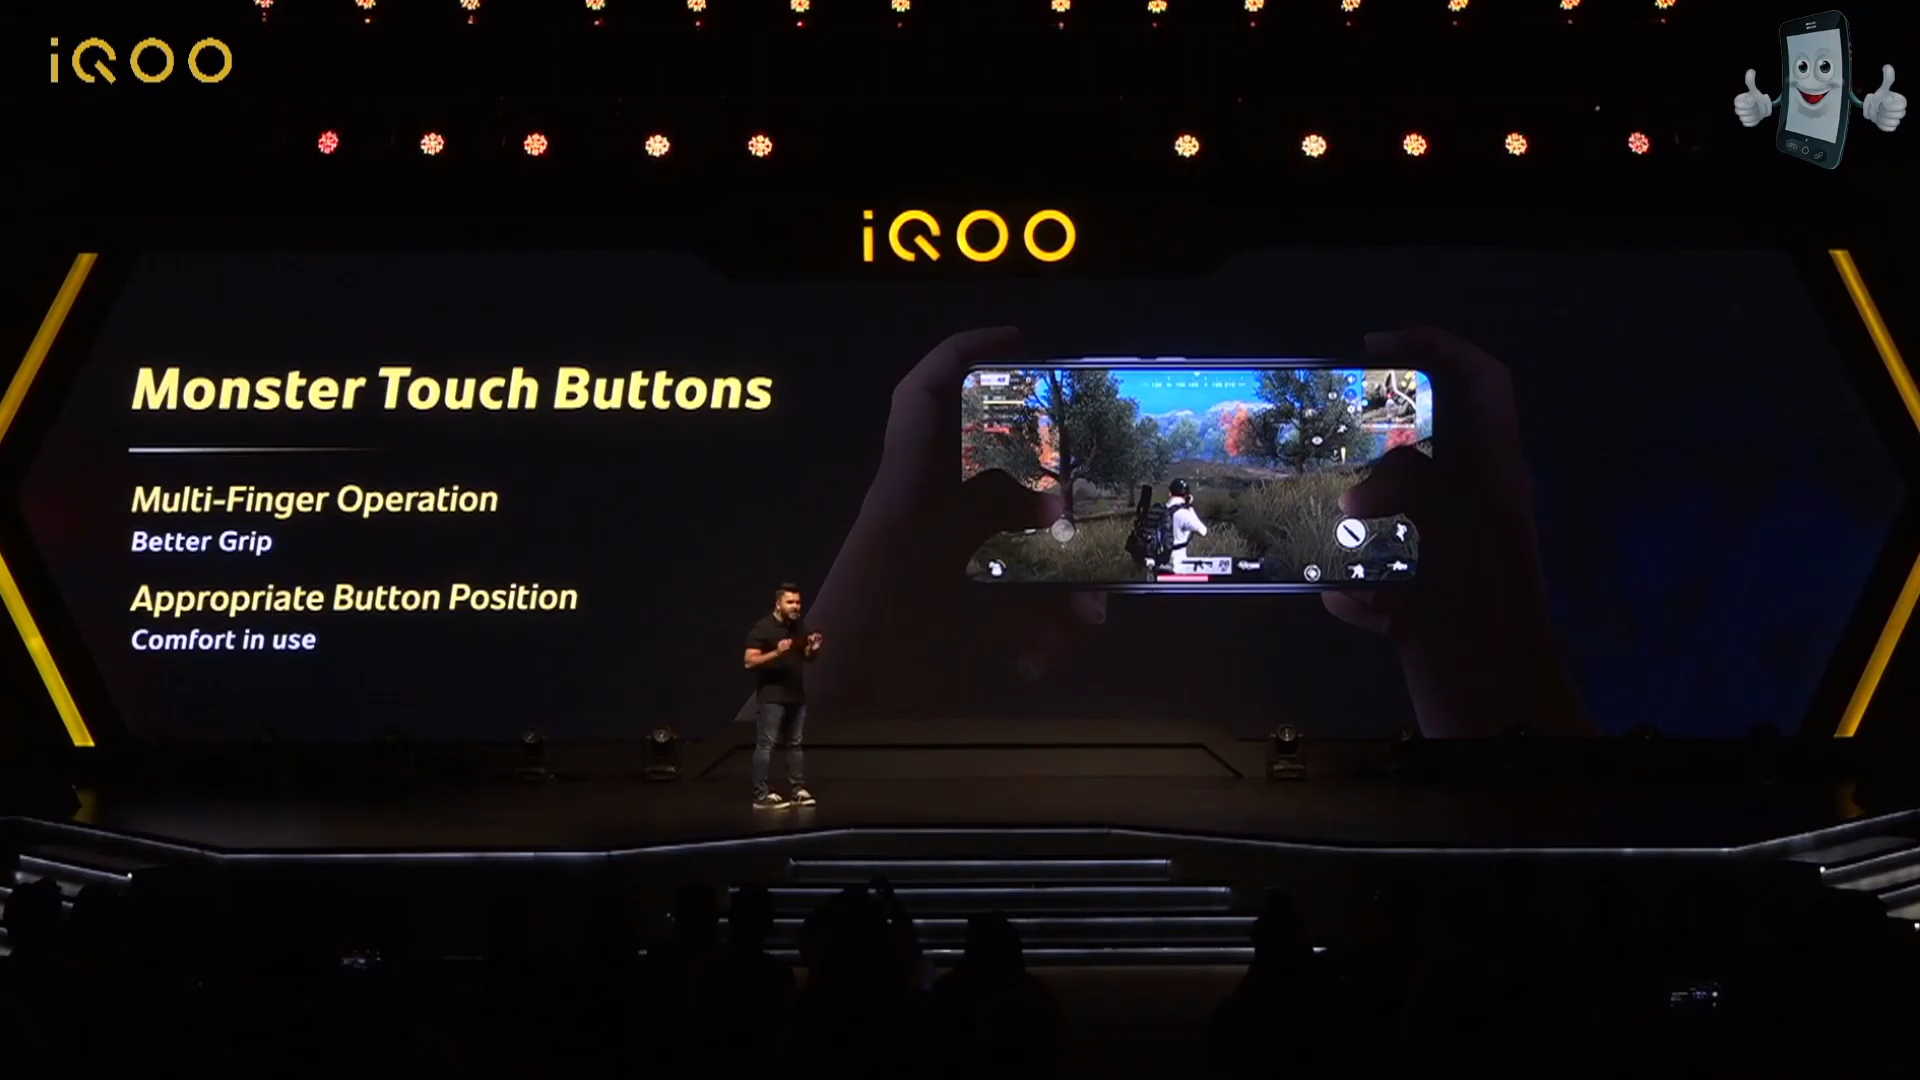 iQOO
iQOO
Monster Touch Buttons
Multi-Finger Operation
Better Grip
Appropriate Button Position
Comfort in use